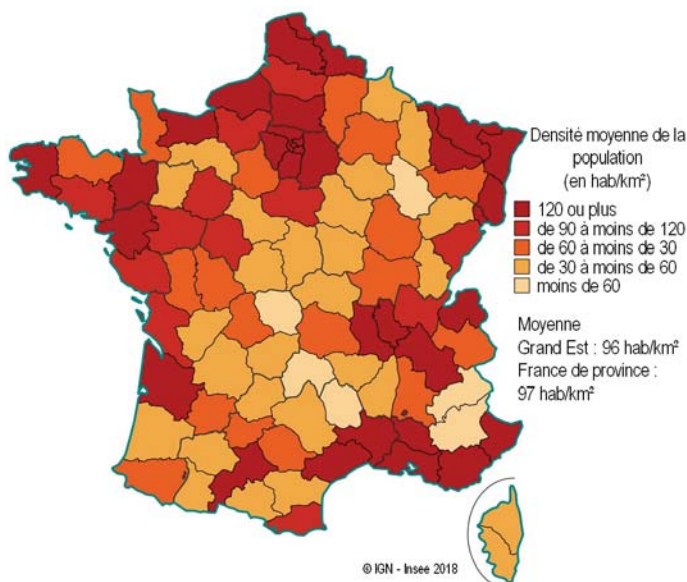 Densité moyenne de la
population
(en hab/km²)
120 ou plus
de 90 à moins de 120
de 60 à moins de 30
de 30 à moins de 60
moins de 60
Moyenne
Grand Est : 96 hab/km²
France de province :
97 hab/km²
© IGN - Insee 2018